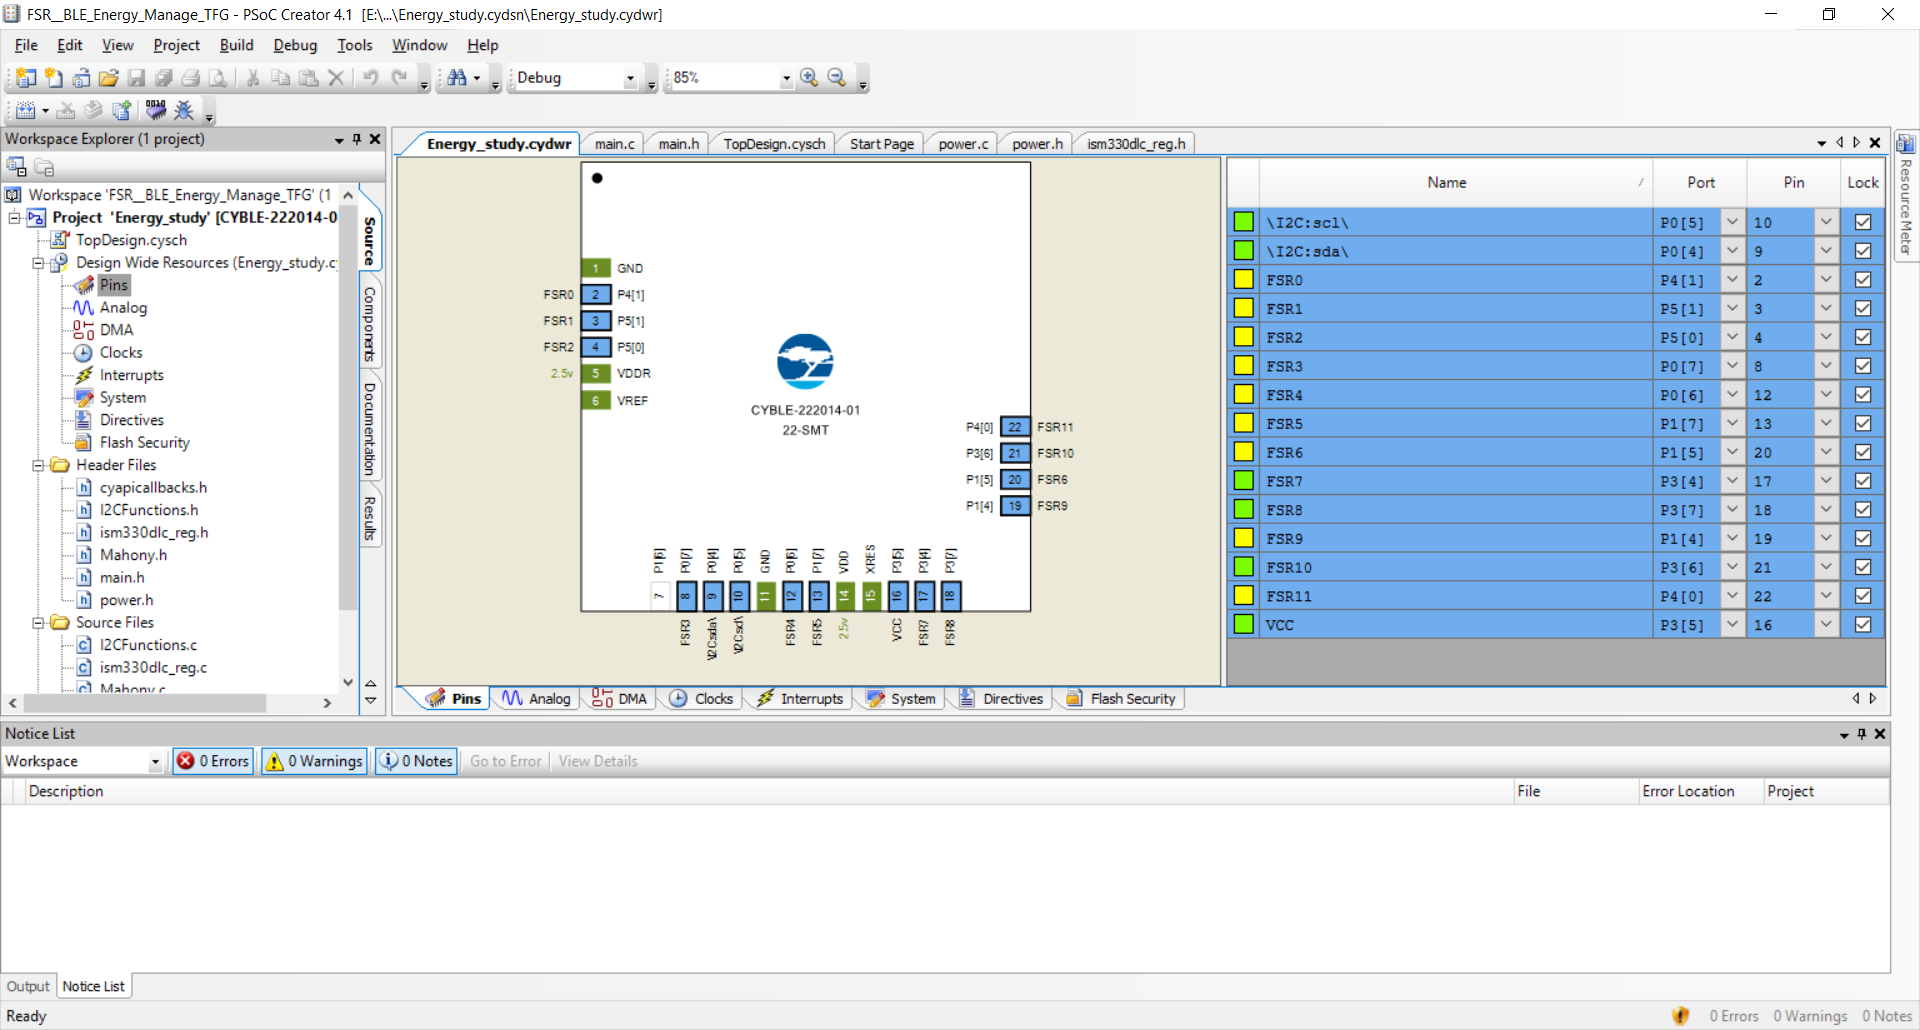 FSR__BLE_Energy_Manage_TFG - PSoC Creator 4.1 [E:\...\Energy_study.cydsn\Energy_study.cydwr]
File Edit View Project Build Debug Tools Window Help
Debug 85%
Workspace Explorer (1 project)
Workspace 'FSR__BLE_Energy_Manage_TFG' (1
Project 'Energy_study' [CYBLE-222014-0
TopDesign.cysch
Design Wide Resources (Energy_study.c
Pins
Analog
DMA
Clocks
Interrupts
System
Directives
Flash Security
Header Files
cyapicallbacks.h
I2CFunctions.h
ism330dlc_reg.h
Mahony.h
main.h
power.h
Source Files
I2CFunctions.c
ism330dlc_reg.c
Mahony.c
Source
Components
Documentation
Results
Energy_study.cydwr main.c main.h TopDesign.cysch Start Page power.c power.h ism330dlc_reg.h
1 GND
FSR0 2 P4[1]
FSR1 3 P5[1]
FSR2 4 P5[0]
2.5v 5 VDDR
6 VREF
CYBLE-222014-01
22-SMT
P4[0] 22 FSR11
P3[6] 21 FSR10
P1[5] 20 FSR6
P1[4] 19 FSR9
P1[6] P0[7] P0[4] P0[5] GND P0[6] P1[7] VDD XRES P3[5] P3[4] P3[7]
7 8 9 10 11 12 13 14 15 16 17 18
FSR3 \I2C:sda\ \I2C:scl\ FSR4 FSR5 2.5v VCC FSR7 FSR8
Name Port Pin Lock
\I2C:scl\ P0[5] 10
\I2C:sda\ P0[4] 9
FSR0 P4[1] 2
FSR1 P5[1] 3
FSR2 P5[0] 4
FSR3 P0[7] 8
FSR4 P0[6] 12
FSR5 P1[7] 13
FSR6 P1[5] 20
FSR7 P3[4] 17
FSR8 P3[7] 18
FSR9 P1[4] 19
FSR10 P3[6] 21
FSR11 P4[0] 22
VCC P3[5] 16
Resource Meter
Pins Analog DMA Clocks Interrupts System Directives Flash Security
Notice List
Workspace 0 Errors 0 Warnings 0 Notes Go to Error View Details
Description File Error Location Project
Output Notice List
Ready 0 Errors 0 Warnings 0 Notes